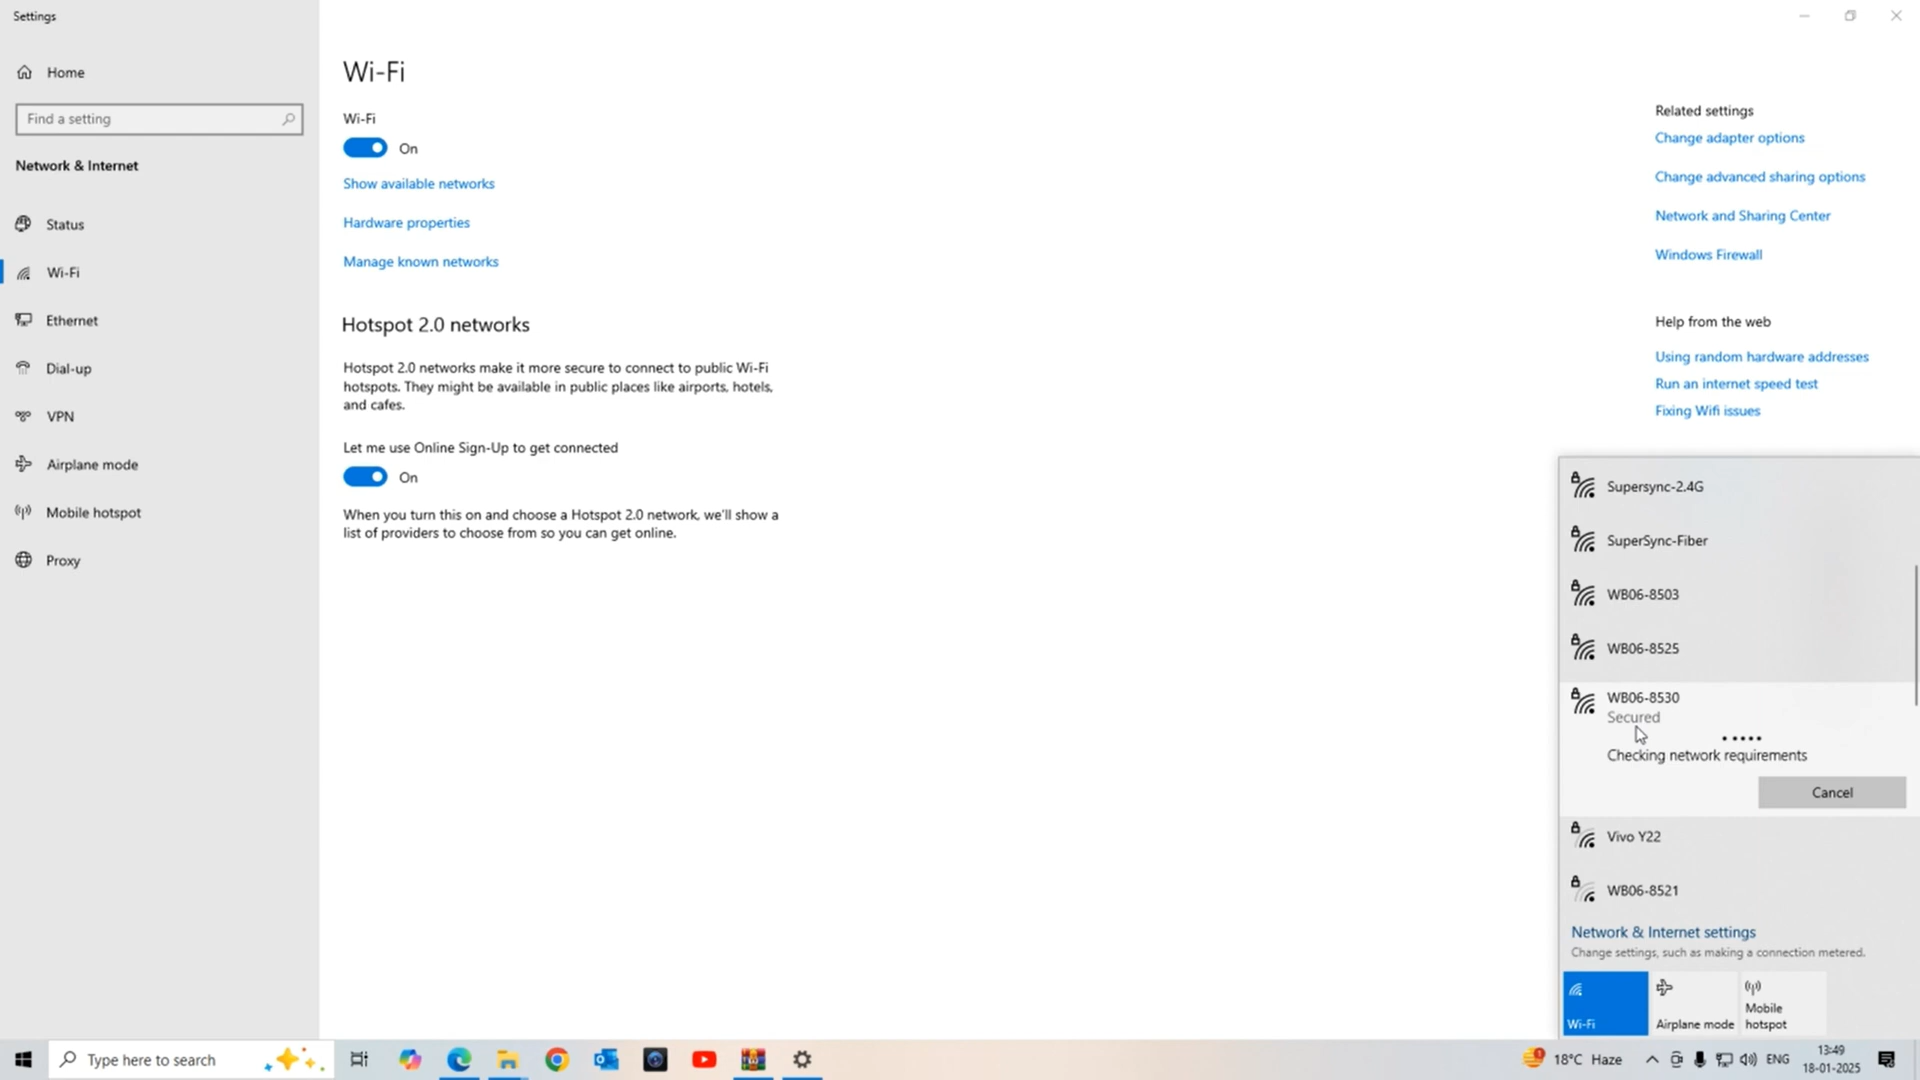 Settings
Home
Find a setting
Network & Internet
Status
Wi-Fi
Ethernet
Dial-up
VPN
Airplane mode
Mobile hotspot
Proxy
Wi-Fi
Wi-Fi
On
Show available networks
Hardware properties
Manage known networks
Hotspot 2.0 networks
Hotspot 2.0 networks make it more secure to connect to public Wi-Fi
hotspots. They might be available in public places like airports, hotels,
and cafes.
Let me use Online Sign-Up to get connected
On
When you turn this on and choose a Hotspot 2.0 network, we'll show a
list of providers to choose from so you can get online.
Related settings
Change adapter options
Change advanced sharing options
Network and Sharing Center
Windows Firewall
Help from the web
Using random hardware addresses
Run an internet speed test
Fixing Wifi issues
Supersync-2.4G
SuperSync-Fiber
WB06-8503
WB06-8525
WB06-8530
Secured
Checking network requirements
Cancel
Vivo Y22
WB06-8521
Network & Internet settings
Change settings, such as making a connection metered.
Wi-Fi
Airplane mode
Mobile
hotspot
Type here to search
18°C Haze
ENG
13:49
18-01-2025